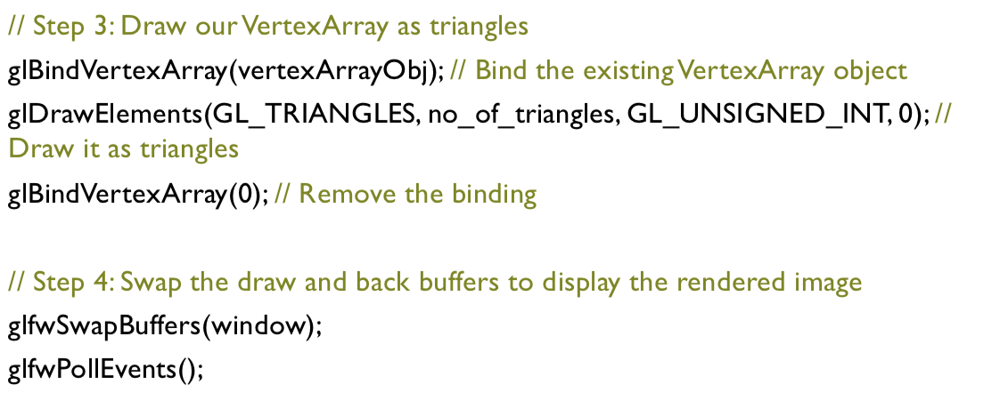 // Step 3: Draw our VertexArray as triangles
glBindVertexArray(vertexArrayObj); // Bind the existing VertexArray object
glDrawElements(GL_TRIANGLES, no_of_triangles, GL_UNSIGNED_INT, 0); //
Draw it as triangles
glBindVertexArray(0); // Remove the binding
// Step 4: Swap the draw and back buffers to display the rendered image
glfwSwapBuffers(window);
glfwPollEvents();